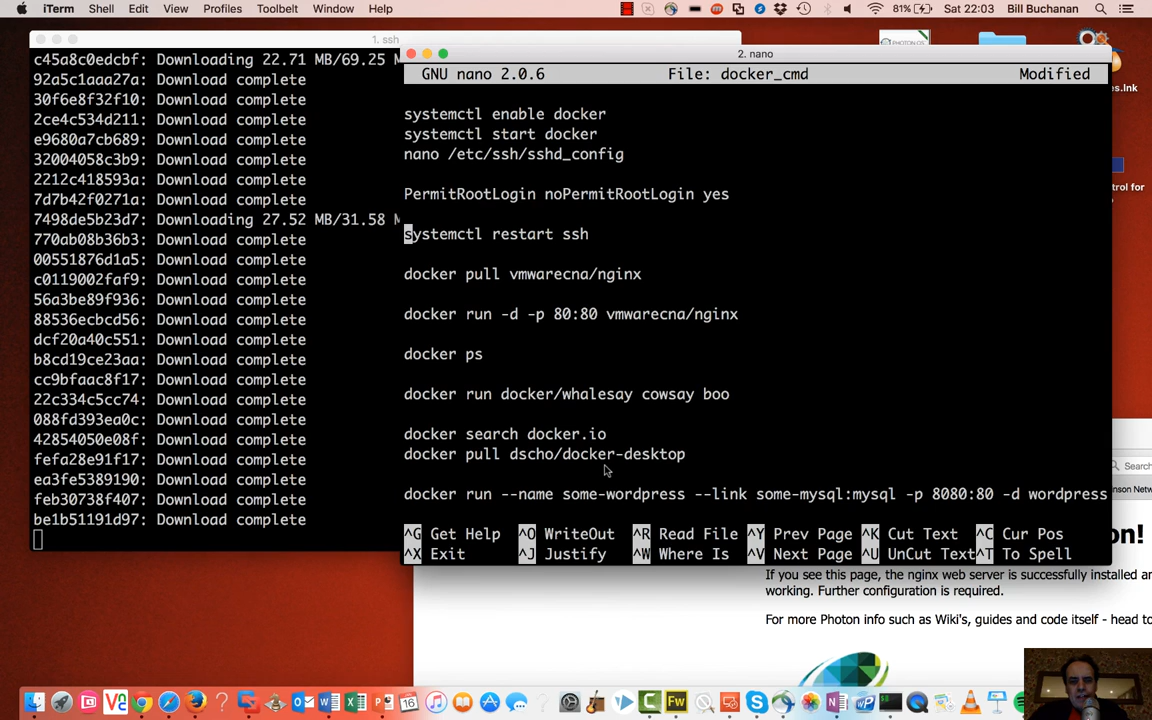 iTerm Shell Edit View Profiles Toolbelt Window Help 81% Sat 22:03 Bill Buchanan
1. ssh
c45a8c0edcbf: Downloading 22.71 MB/69.25
92a5c1aaa27a: Download complete
30f6e8f32f10: Download complete
2ce4c534d211: Download complete
e9680a7cb689: Download complete
32004058c3b9: Download complete
2212c418593a: Download complete
7d7b42f0271a: Download complete
7498de5b23d7: Downloading 27.52 MB/31.58 M
770ab08b36b3: Download complete
00551876d1a5: Download complete
c0119002faf9: Download complete
56a3be89f936: Download complete
88536ecbcd56: Download complete
dcf20a40c551: Download complete
b8cd19ce23aa: Download complete
cc9bfaac8f17: Download complete
22c334c5cc74: Download complete
088fd393ea0c: Download complete
42854050e08f: Download complete
fefa28e91f17: Download complete
ea3fe5389190: Download complete
feb30738f407: Download complete
be1b51191d97: Download complete
2. nano
GNU nano 2.0.6 File: docker_cmd Modified
systemctl enable docker
systemctl start docker
nano /etc/ssh/sshd_config
PermitRootLogin noPermitRootLogin yes
systemctl restart ssh
docker pull vmwarecna/nginx
docker run -d -p 80:80 vmwarecna/nginx
docker ps
docker run docker/whalesay cowsay boo
docker search docker.io
docker pull dscho/docker-desktop
docker run --name some-wordpress --link some-mysql:mysql -p 8080:80 -d wordpress
^G Get Help ^O WriteOut ^R Read File ^Y Prev Page ^K Cut Text ^C Cur Pos
^X Exit ^J Justify ^W Where Is ^V Next Page ^U UnCut Text ^T To Spell
PHOTON OS
es.lnk
trol for
Search
nson Netw
on!
If you see this page, the nginx web server is successfully installed an
working. Further configuration is required.
For more Photon info such as Wiki's, guides and code itself - head to